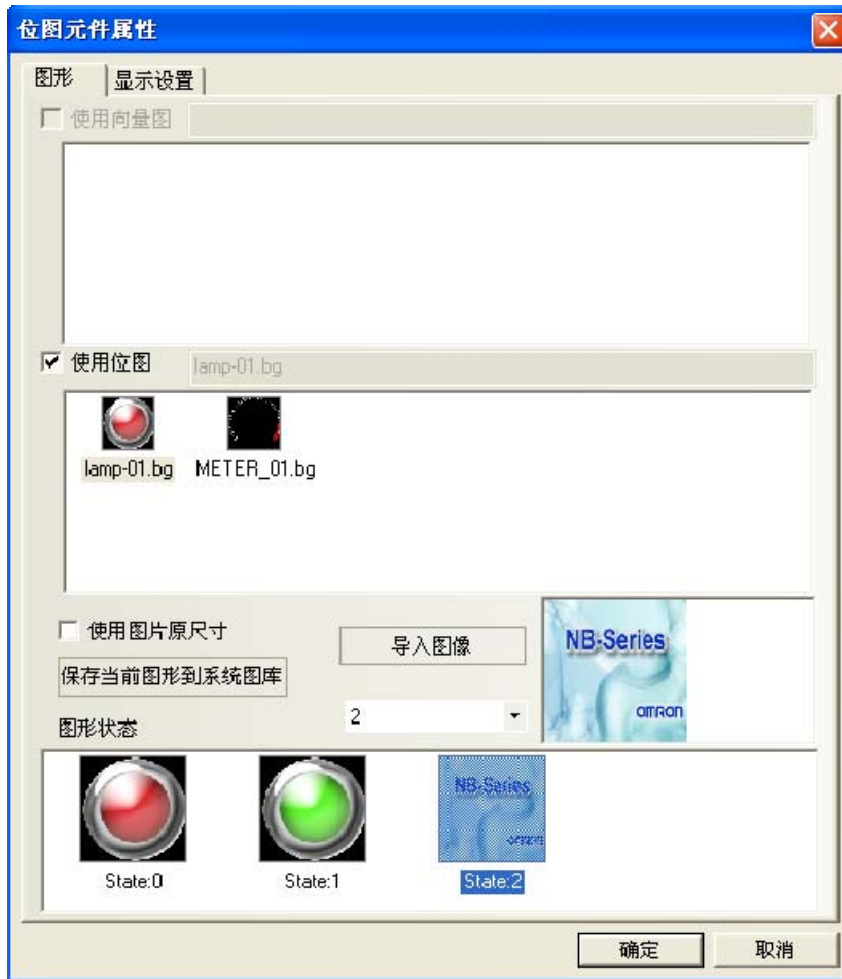 位图元件属性
图形
显示设置
使用向量图
使用位图
lamp-01.bg
lamp-01.bg
METER_01.bg
使用图片原尺寸
导入图像
保存当前图形到系统图库
NB-Series
OMRON
图形状态
2
NB-Series
OMRON
State:0
State:1
State:2
确定
取消